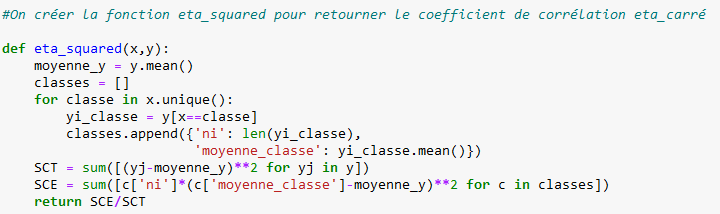 #On créer la fonction eta_squared pour retourner le coefficient de corrélation eta_carré
def eta_squared(x,y):
    moyenne_y = y.mean()
    classes = []
    for classe in x.unique():
        yi_classe = y[x==classe]
        classes.append({'ni': len(yi_classe),
                        'moyenne_classe': yi_classe.mean()})
    SCT = sum([(yj-moyenne_y)**2 for yj in y])
    SCE = sum([c['ni']*(c['moyenne_classe']-moyenne_y)**2 for c in classes])
    return SCE/SCT